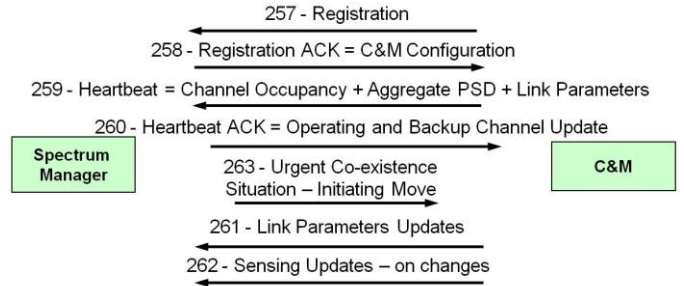 257 - Registration
258 - Registration ACK = C&M Configuration
259 - Heartbeat = Channel Occupancy + Aggregate PSD + Link Parameters
260 - Heartbeat ACK = Operating and Backup Channel Update
Spectrum
Manager
263 - Urgent Co-existence
Situation – Initiating Move
C&M
261 - Link Parameters Updates
262 - Sensing Updates – on changes